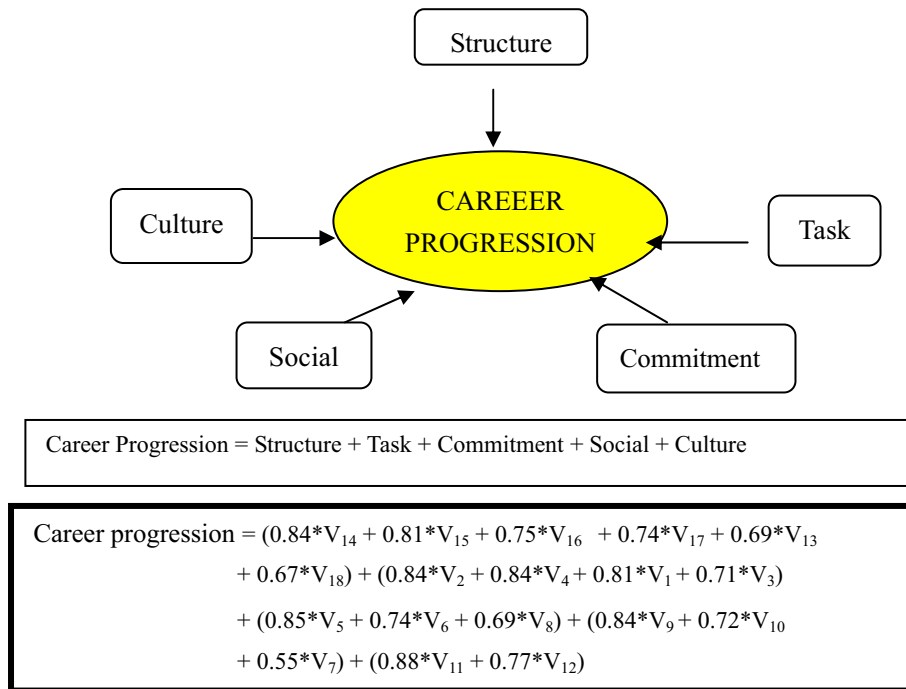 Structure
CAREEER
PROGRESSION
Culture
Task
Social
Commitment
Career Progression = Structure + Task + Commitment + Social + Culture
Career progression = (0.84*V₁₄ + 0.81*V₁₅ + 0.75*V₁₆ + 0.74*V₁₇ + 0.69*V₁₃
+ 0.67*V₁₈) + (0.84*V₂ + 0.84*V₄ + 0.81*V₁ + 0.71*V₃)
+ (0.85*V₅ + 0.74*V₆ + 0.69*V₈) + (0.84*V₉ + 0.72*V₁₀
+ 0.55*V₇) + (0.88*V₁₁ + 0.77*V₁₂)